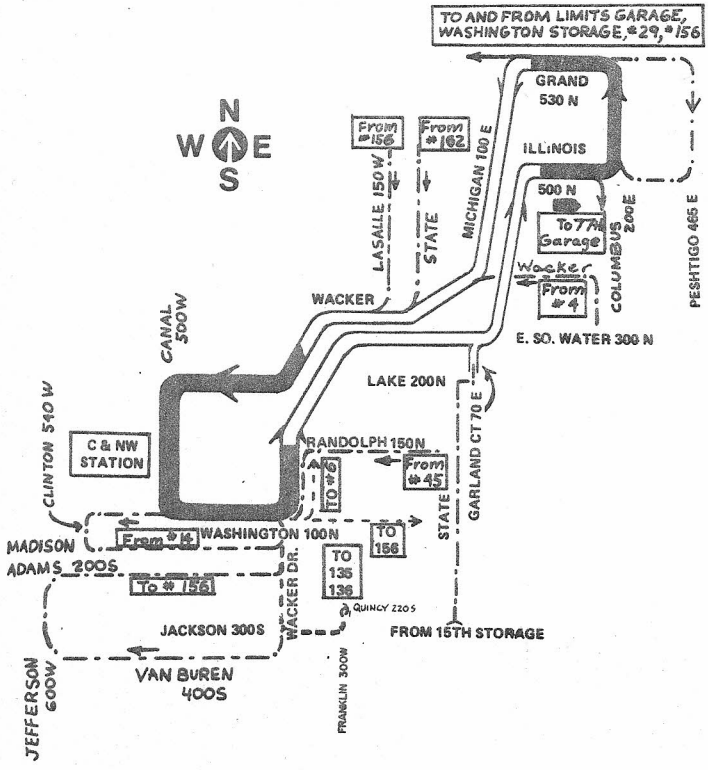 TO AND FROM LIMITS GARAGE,
WASHINGTON STORAGE, #29, #156
GRAND
530 N
N
W E
S
From
#156
From
#162
LASALLE 150W
STATE
MICHIGAN 100 E
ILLINOIS
500 N
To 77th
Garage
COLUMBUS
200E
PESHTIGO 465 E
Wacker
From
#4
WACKER
E. SO. WATER 300 N
CANAL
500W
LAKE 200N
GARLAND CT 70 E
CLINTON 540 W
C & NW
STATION
RANDOLPH 150N
From
#45
TO #6
STATE
WASHINGTON 100N
From #14
TO
156
MADISON
ADAMS 200S
To # 156
WACKER DR.
TO
135
136
QUINCY 220S
JACKSON 300S
FROM 15TH STORAGE
VAN BUREN
400S
JEFFERSON
600W
FRANKLIN 300W